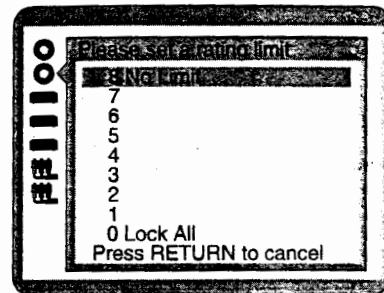 Please set a rating limit
8 No Limit
7
6
5
4
3
2
1
0 Lock All
Press RETURN to cancel